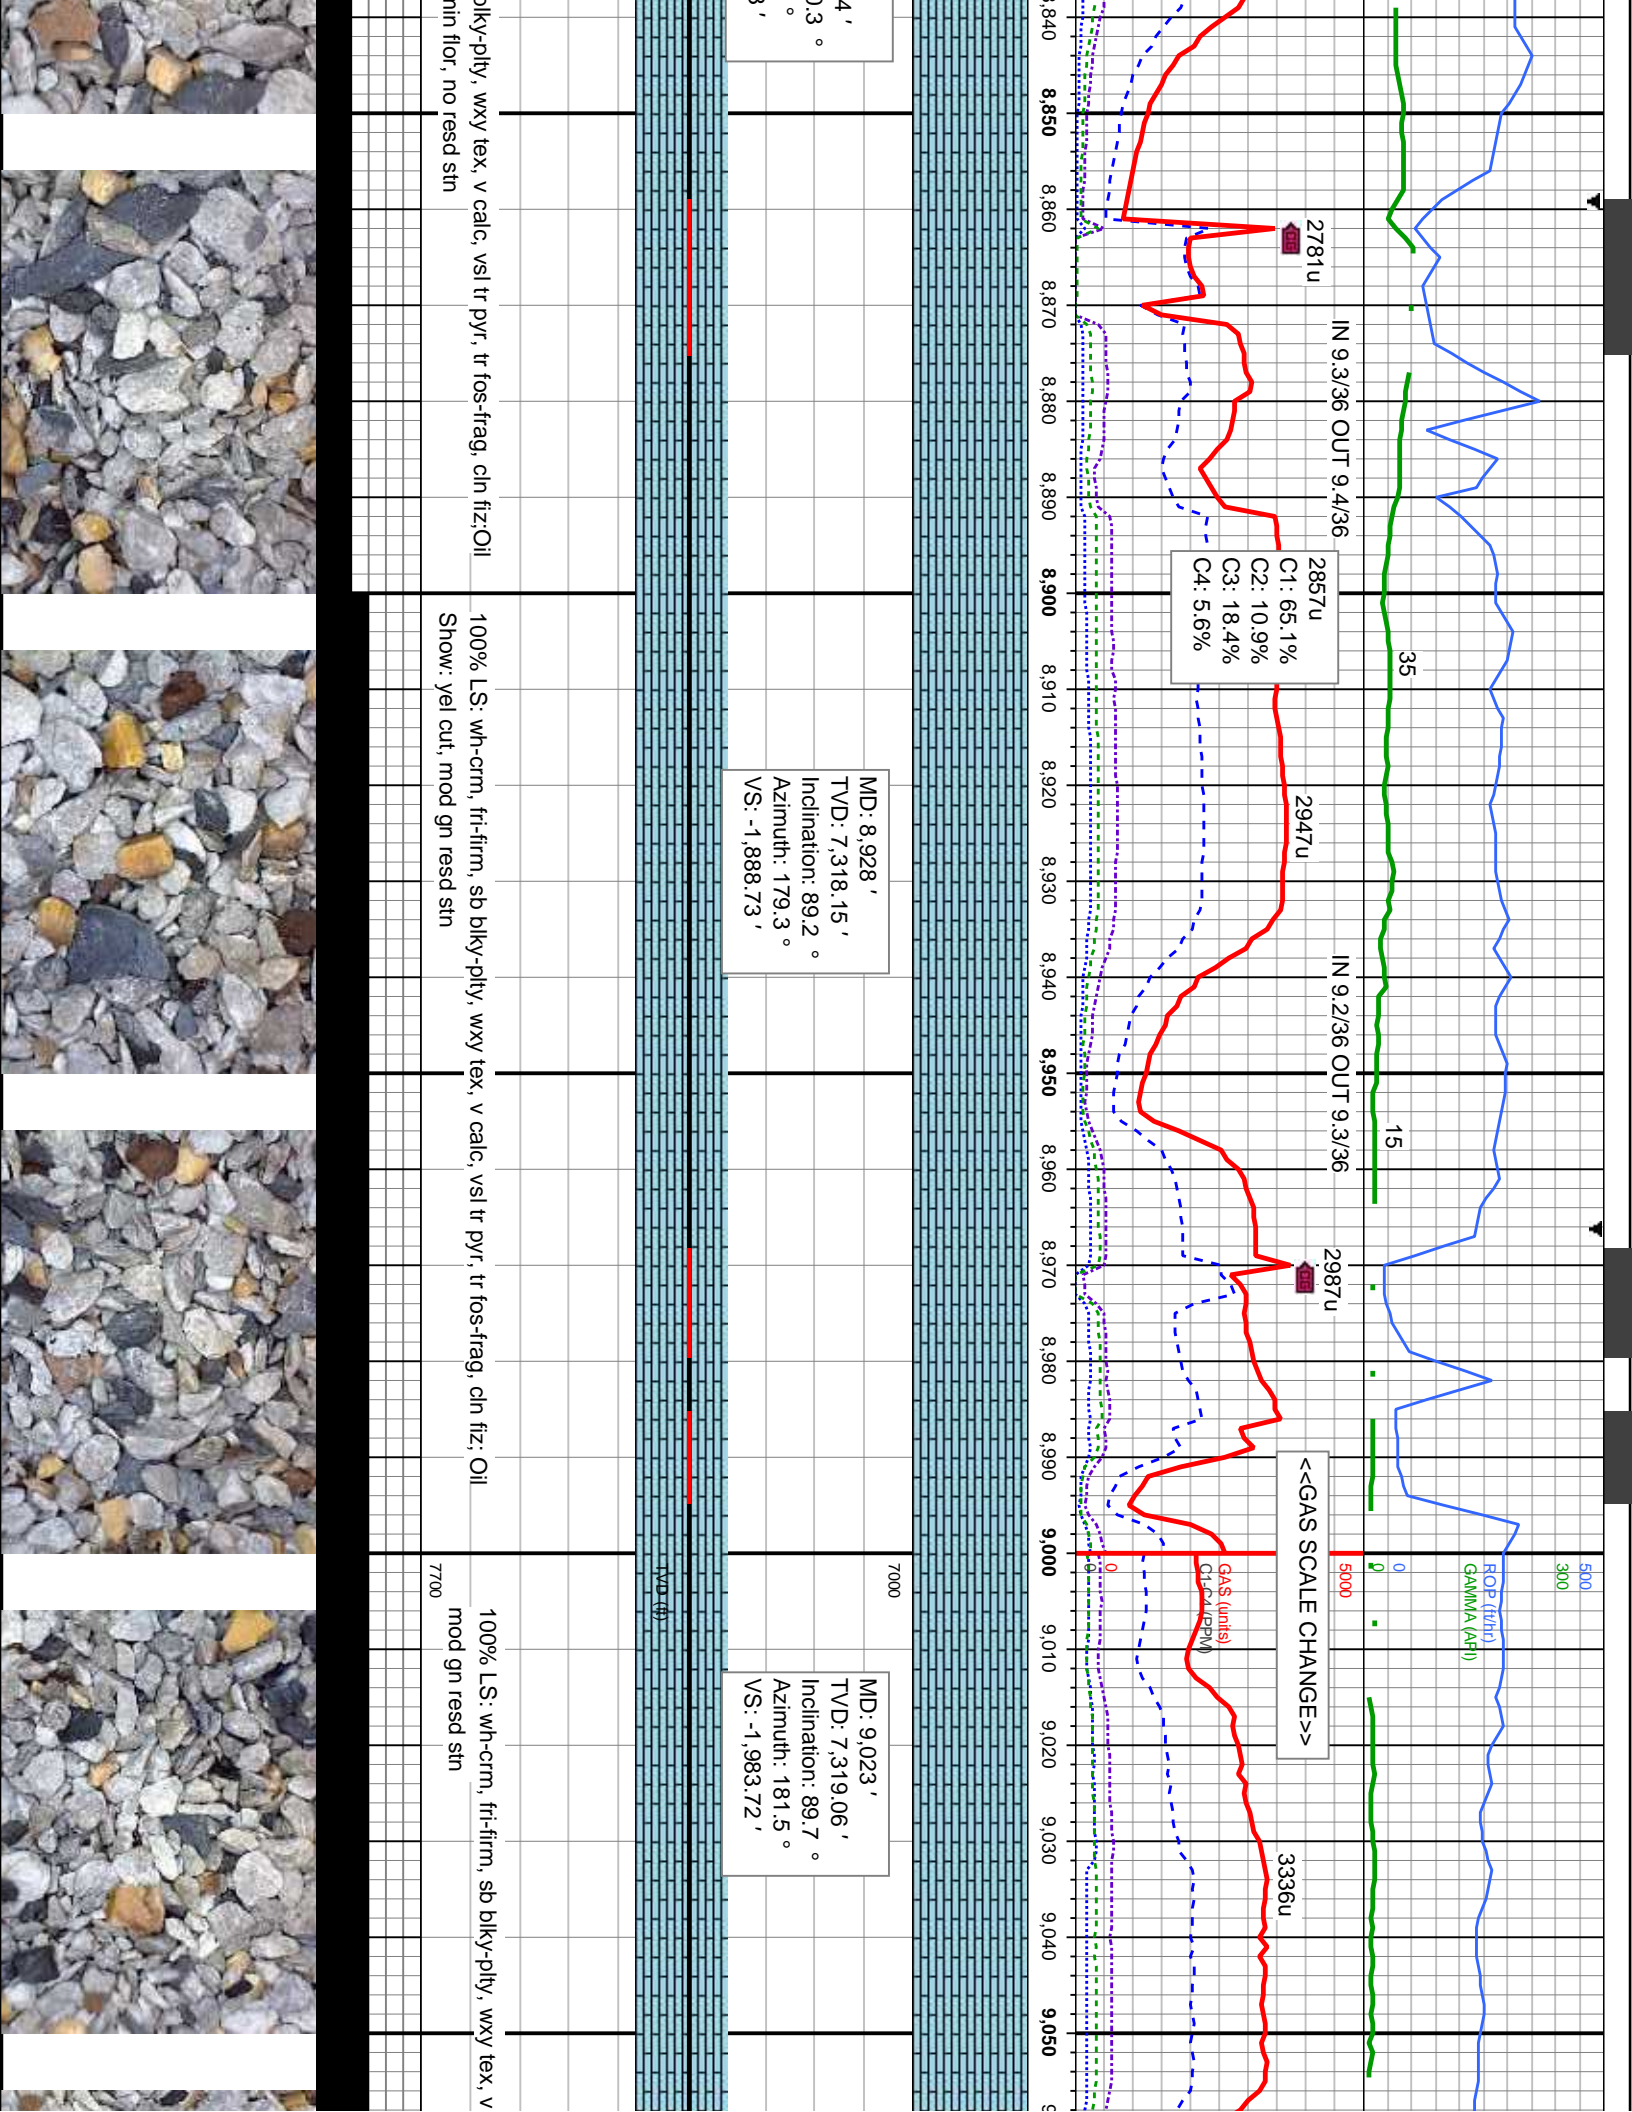 300 500
ROP (ft/hr)
GAMMA (API)
0 0
5000
GAS (units)
C1-C4 (PPM)
0
0
35
15
2781u
IN 9.3/36 OUT 9.4/36
2857u
C1: 65.1%
C2: 10.9%
C3: 18.4%
C4: 5.6%
2947u
IN 9.2/36 OUT 9.3/36
2987u
<<GAS SCALE CHANGE>>
3336u
8,850
8,860
8,870
8,880
8,890
8,900
8,910
8,920
8,930
8,940
8,950
8,960
8,970
8,980
8,990
9,000
9,010
9,020
9,030
9,040
9,050
MD: 8,928 '
TVD: 7,318.15 '
Inclination: 89.2 °
Azimuth: 179.3 °
VS: -1,888.73 '
7000
MD: 9,023 '
TVD: 7,319.06 '
Inclination: 89.7 °
Azimuth: 181.5 °
VS: -1,983.72 '
TVD (ft)
7700
blky-plty, wxy tex, v calc, vsl tr pyr, tr fos-frag, cln fiz;Oil
min flor, no resd stn
100% LS: wh-crm, fri-firm, sb blky-plty, wxy tex, v calc, vsl tr pyr, tr fos-frag, cln fiz; Oil
Show: yel cut, mod gn resd stn
100% LS: wh-crm, fri-firm, sb blky-plty, wxy tex, v
mod gn resd stn